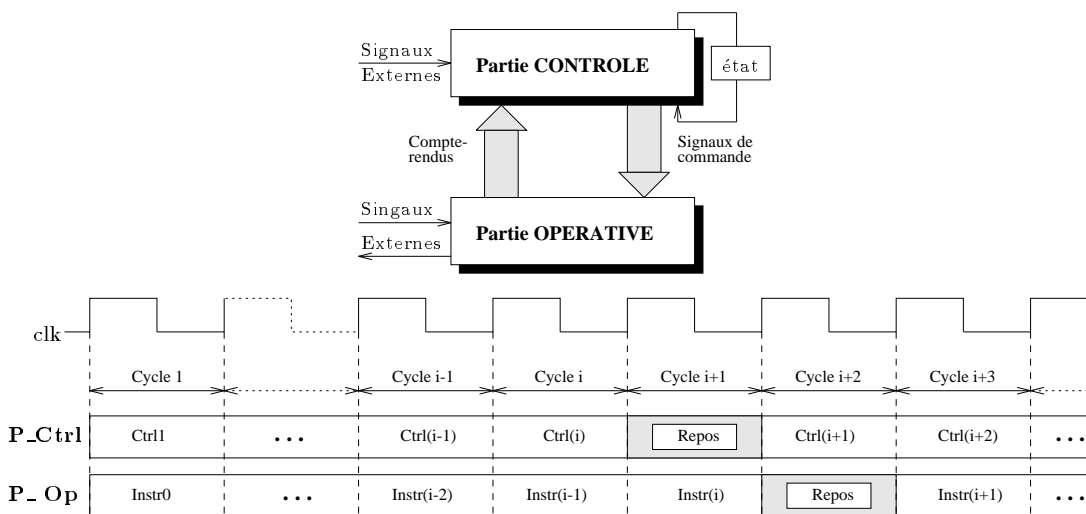 Signaux
Externes
Partie CONTROLE
état
Compte-
rendus
Signaux de
commande
Singaux
Externes
Partie OPERATIVE
clk
Cycle 1 Cycle i-1 Cycle i Cycle i+1 Cycle i+2 Cycle i+3
P_Ctrl Ctrl1 ... Ctrl(i-1) Ctrl(i) Repos Ctrl(i+1) Ctrl(i+2) ...
P_Op Instr0 ... Instr(i-2) Instr(i-1) Instr(i) Repos Instr(i+1) ...